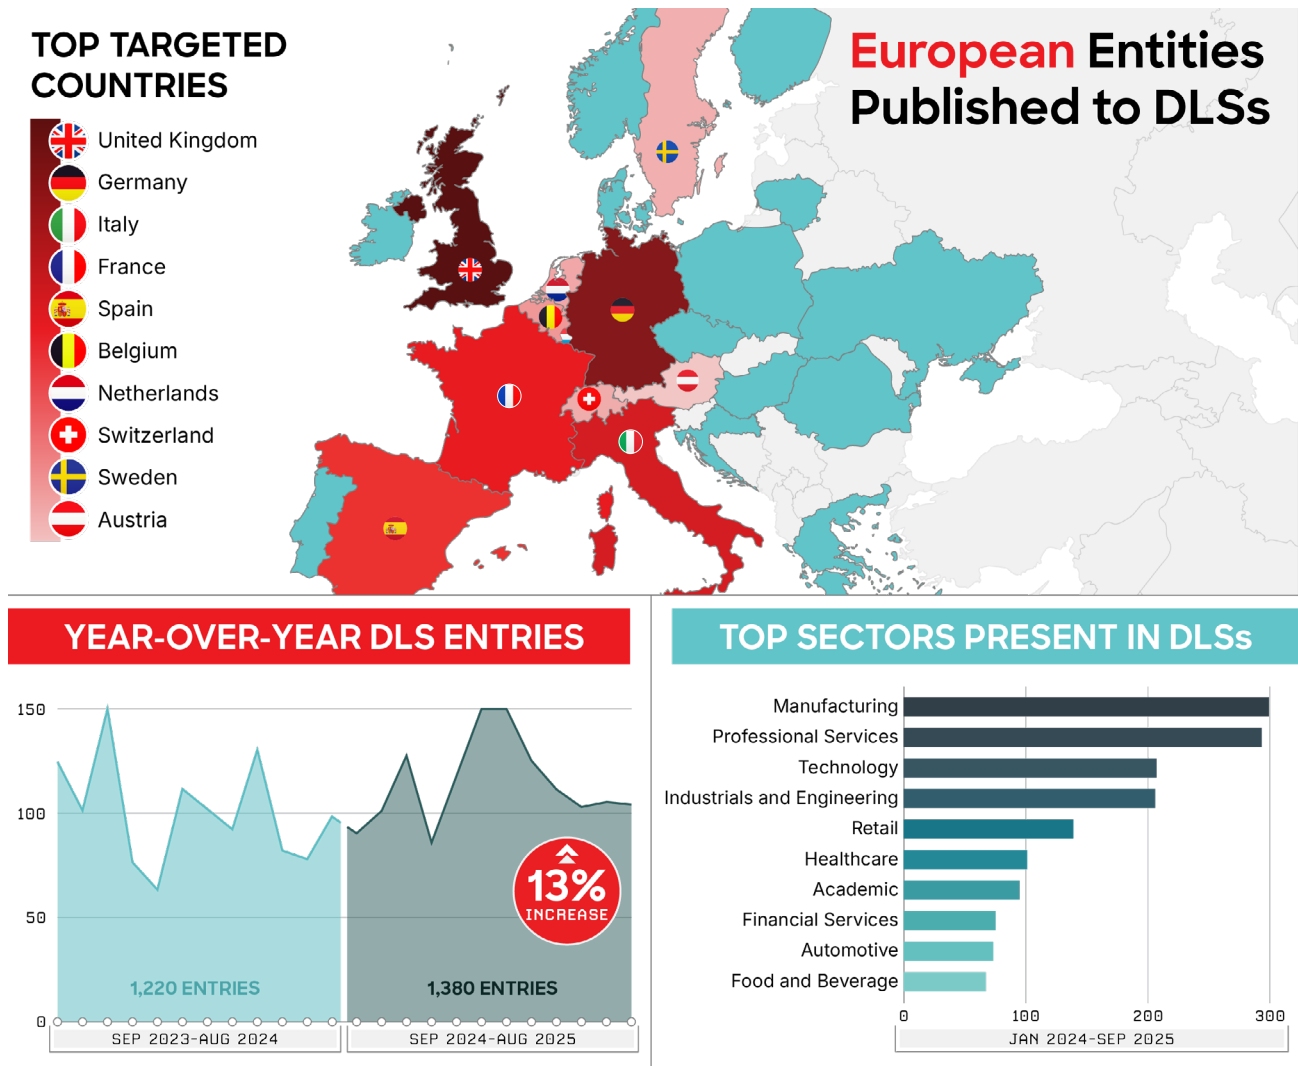 TOP TARGETED
COUNTRIES
United Kingdom
Germany
Italy
France
Spain
Belgium
Netherlands
Switzerland
Sweden
Austria
European Entities
Published to DLSs
YEAR-OVER-YEAR DLS ENTRIES
150
100
50
0
13%
INCREASE
1,220 ENTRIES
1,380 ENTRIES
SEP 2023-AUG 2024
SEP 2024-AUG 2025
TOP SECTORS PRESENT IN DLSs
Manufacturing
Professional Services
Technology
Industrials and Engineering
Retail
Healthcare
Academic
Financial Services
Automotive
Food and Beverage
0 100 200 300
JAN 2024-SEP 2025